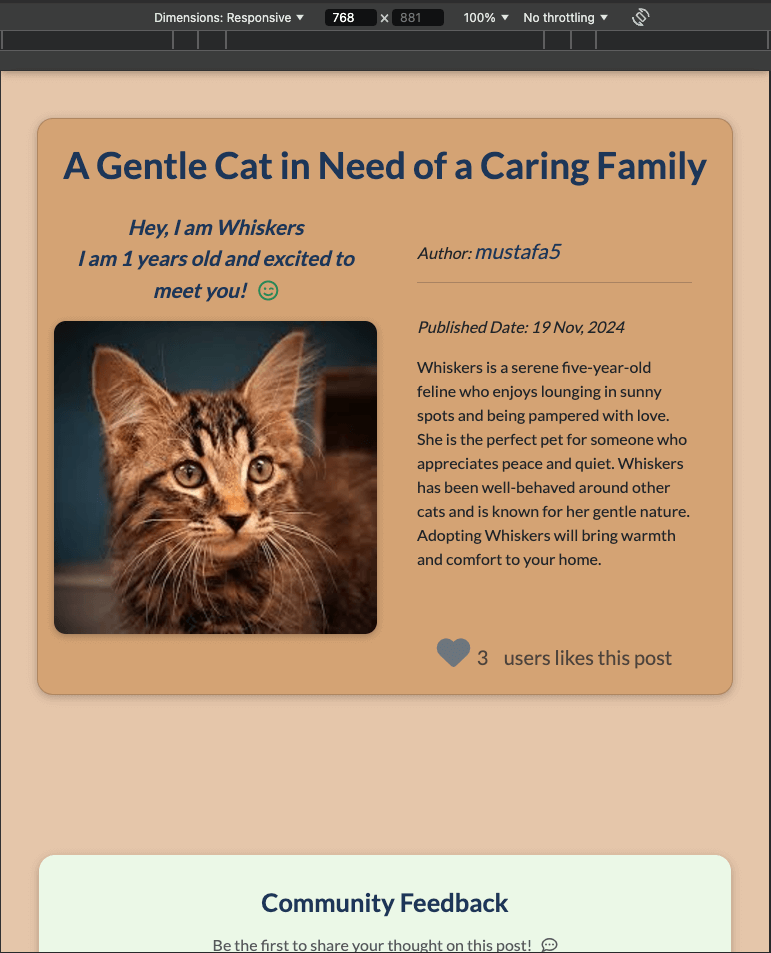 Dimensions: Responsive 768 × 881 100% No throttling
A Gentle Cat in Need of a Caring Family
Hey, I am Whiskers
I am 1 years old and excited to
meet you!
Author: mustafa5
Published Date: 19 Nov, 2024
Whiskers is a serene five-year-old
feline who enjoys lounging in sunny
spots and being pampered with love.
She is the perfect pet for someone who
appreciates peace and quiet. Whiskers
has been well-behaved around other
cats and is known for her gentle nature.
Adopting Whiskers will bring warmth
and comfort to your home.
3 users likes this post
Community Feedback
Be the first to share your thought on this post!